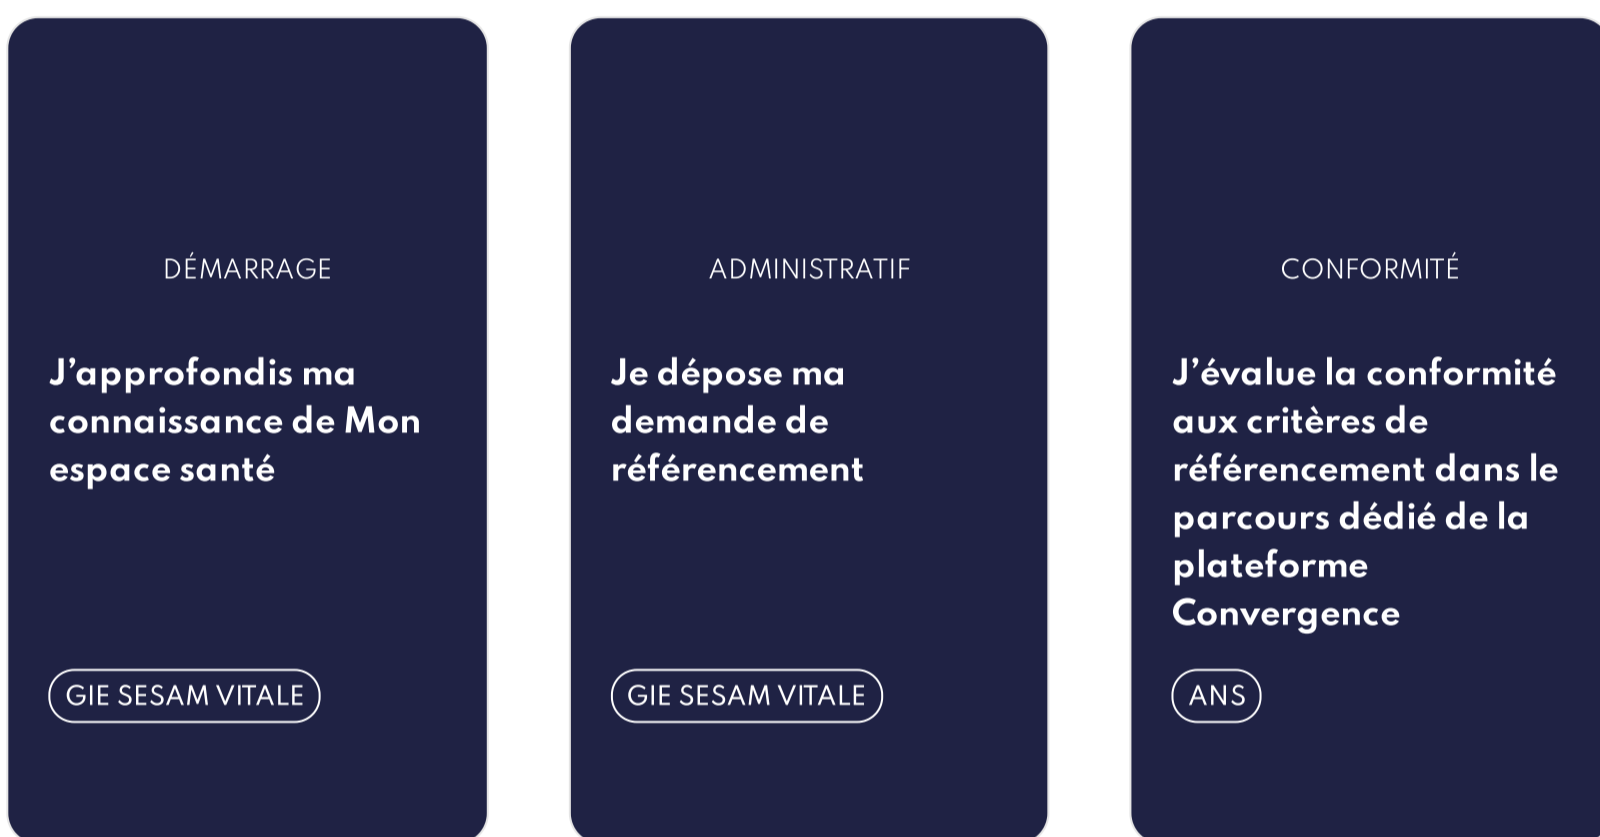 DÉMARRAGE
J’approfondis ma
connaissance de Mon
espace santé
GIE SESAM VITALE
ADMINISTRATIF
Je dépose ma
demande de
référencement
GIE SESAM VITALE
CONFORMITÉ
J’évalue la conformité
aux critères de
référencement dans le
parcours dédié de la
plateforme
Convergence
ANS